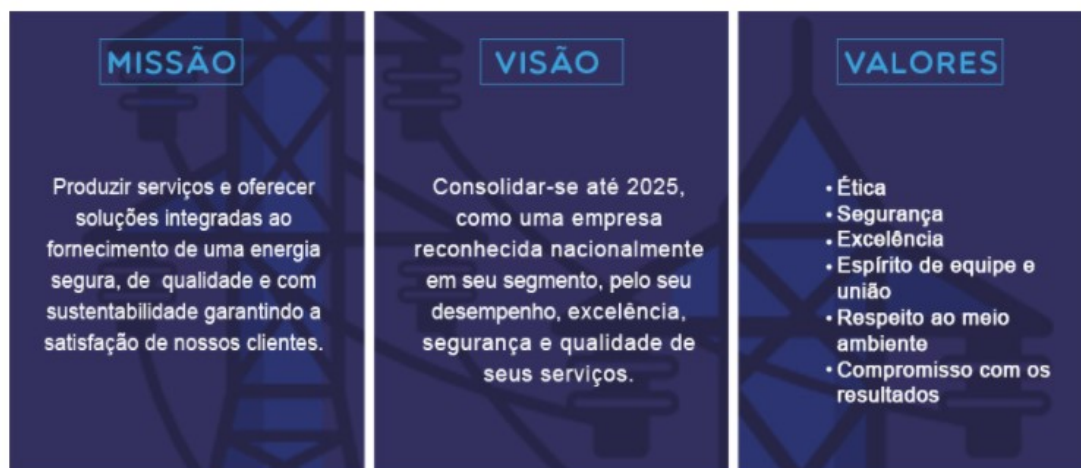 MISSÃO
Produzir serviços e oferecer
soluções integradas ao
fornecimento de uma energia
segura, de qualidade e com
sustentabilidade garantindo a
satisfação de nossos clientes.
VISÃO
Consolidar-se até 2025,
como uma empresa
reconhecida nacionalmente
em seu segmento, pelo seu
desempenho, excelência,
segurança e qualidade de
seus serviços.
VALORES
• Ética
• Segurança
• Excelência
• Espírito de equipe e
união
• Respeito ao meio
ambiente
• Compromisso com os
resultados